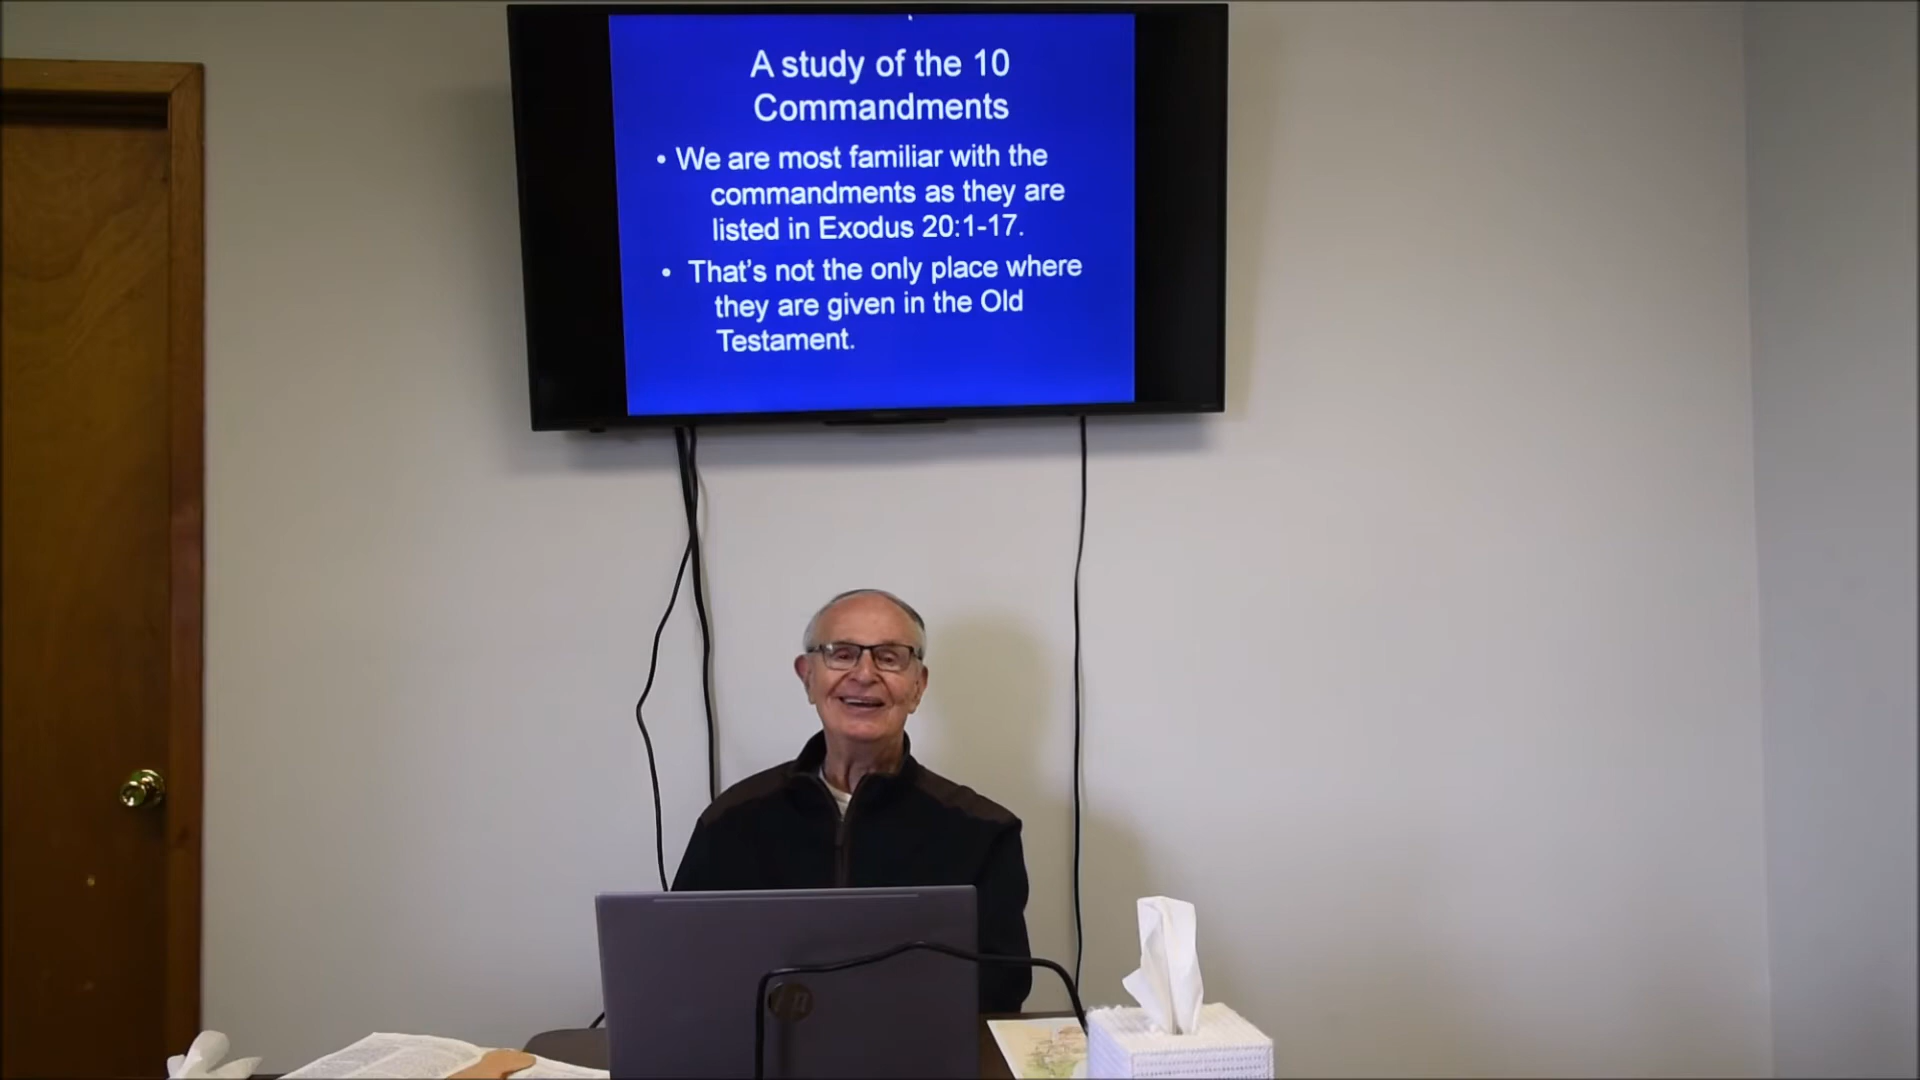 A study of the 10
Commandments
• We are most familiar with the
commandments as they are
listed in Exodus 20:1-17.
• That's not the only place where
they are given in the Old
Testament.
hp